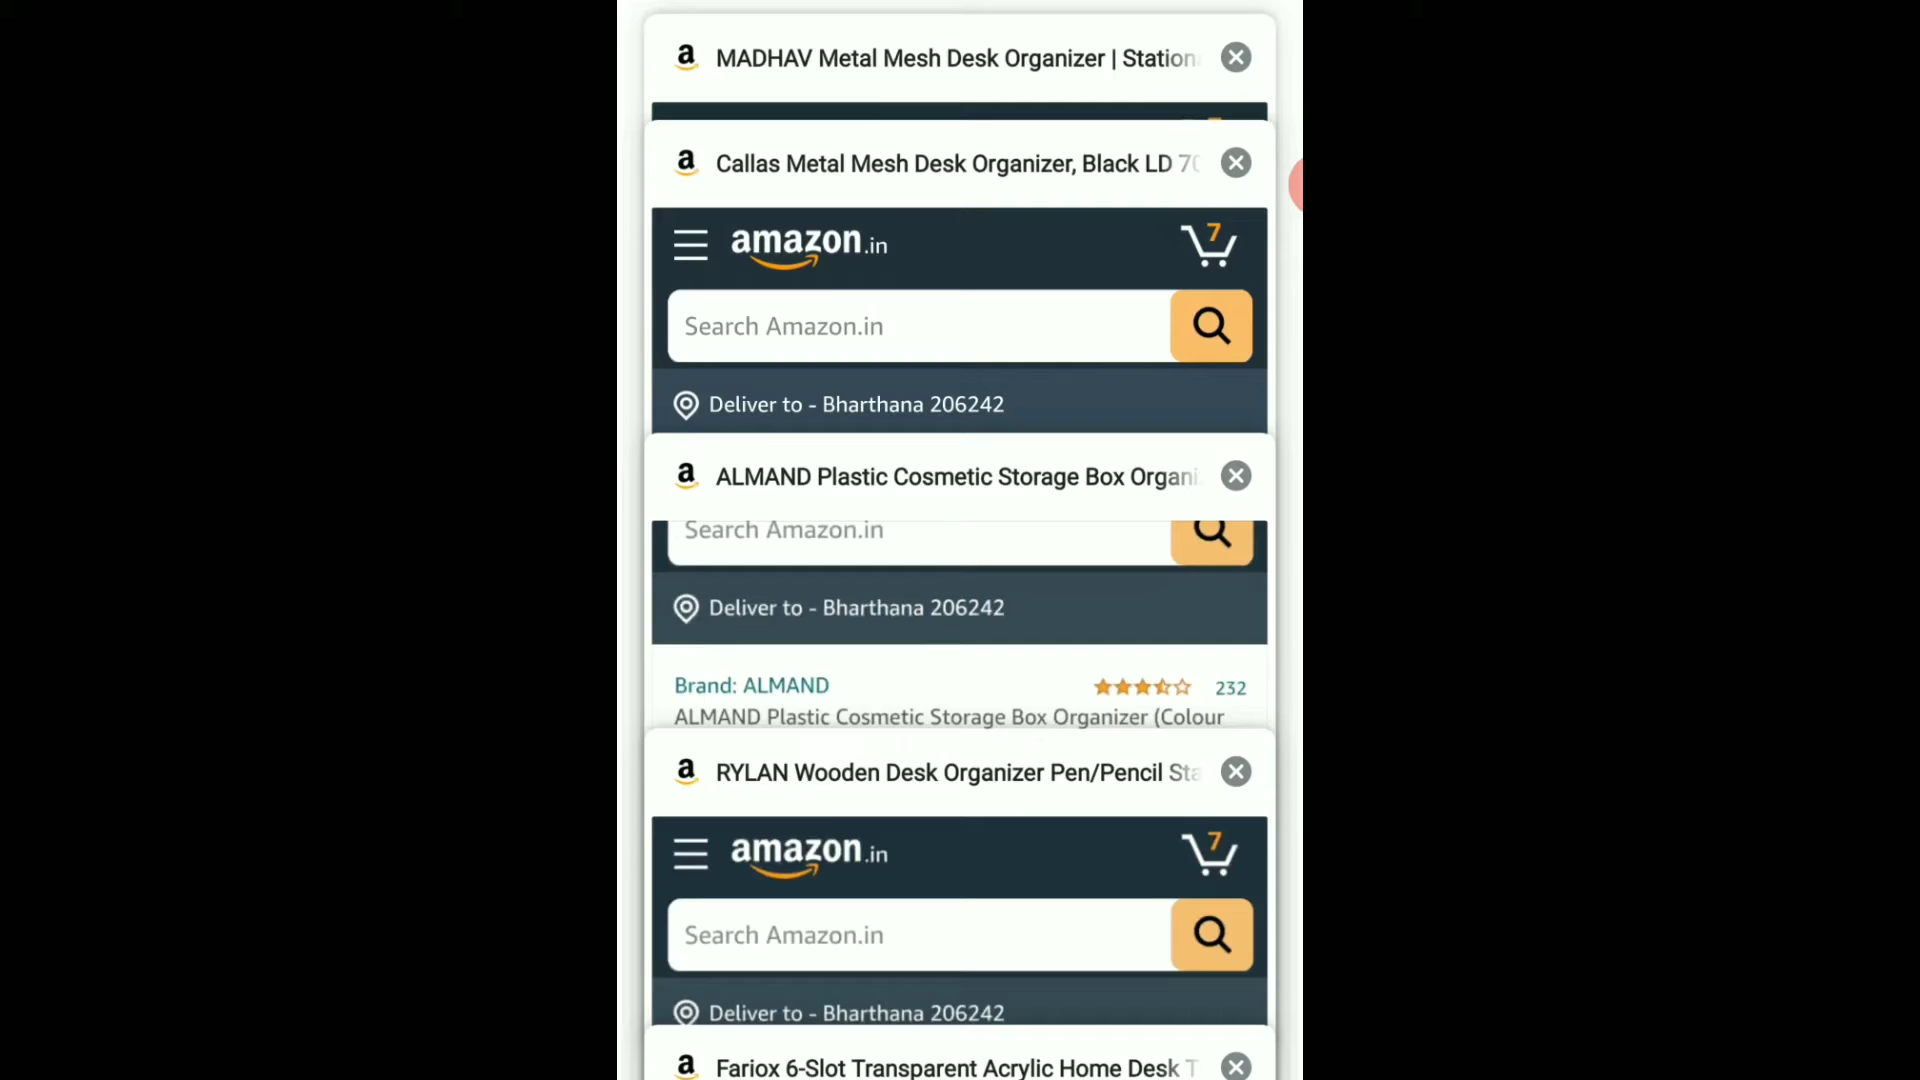 MADHAV Metal Mesh Desk Organizer | Station
Callas Metal Mesh Desk Organizer, Black LD 70
amazon.in
7
Search Amazon.in
Deliver to - Bharthana 206242
ALMAND Plastic Cosmetic Storage Box Organi
Search Amazon.in
Deliver to - Bharthana 206242
Brand: ALMAND 232
ALMAND Plastic Cosmetic Storage Box Organizer (Colour
RYLAN Wooden Desk Organizer Pen/Pencil Sta
amazon.in
7
Search Amazon.in
Deliver to - Bharthana 206242
Fariox 6-Slot Transparent Acrylic Home Desk T